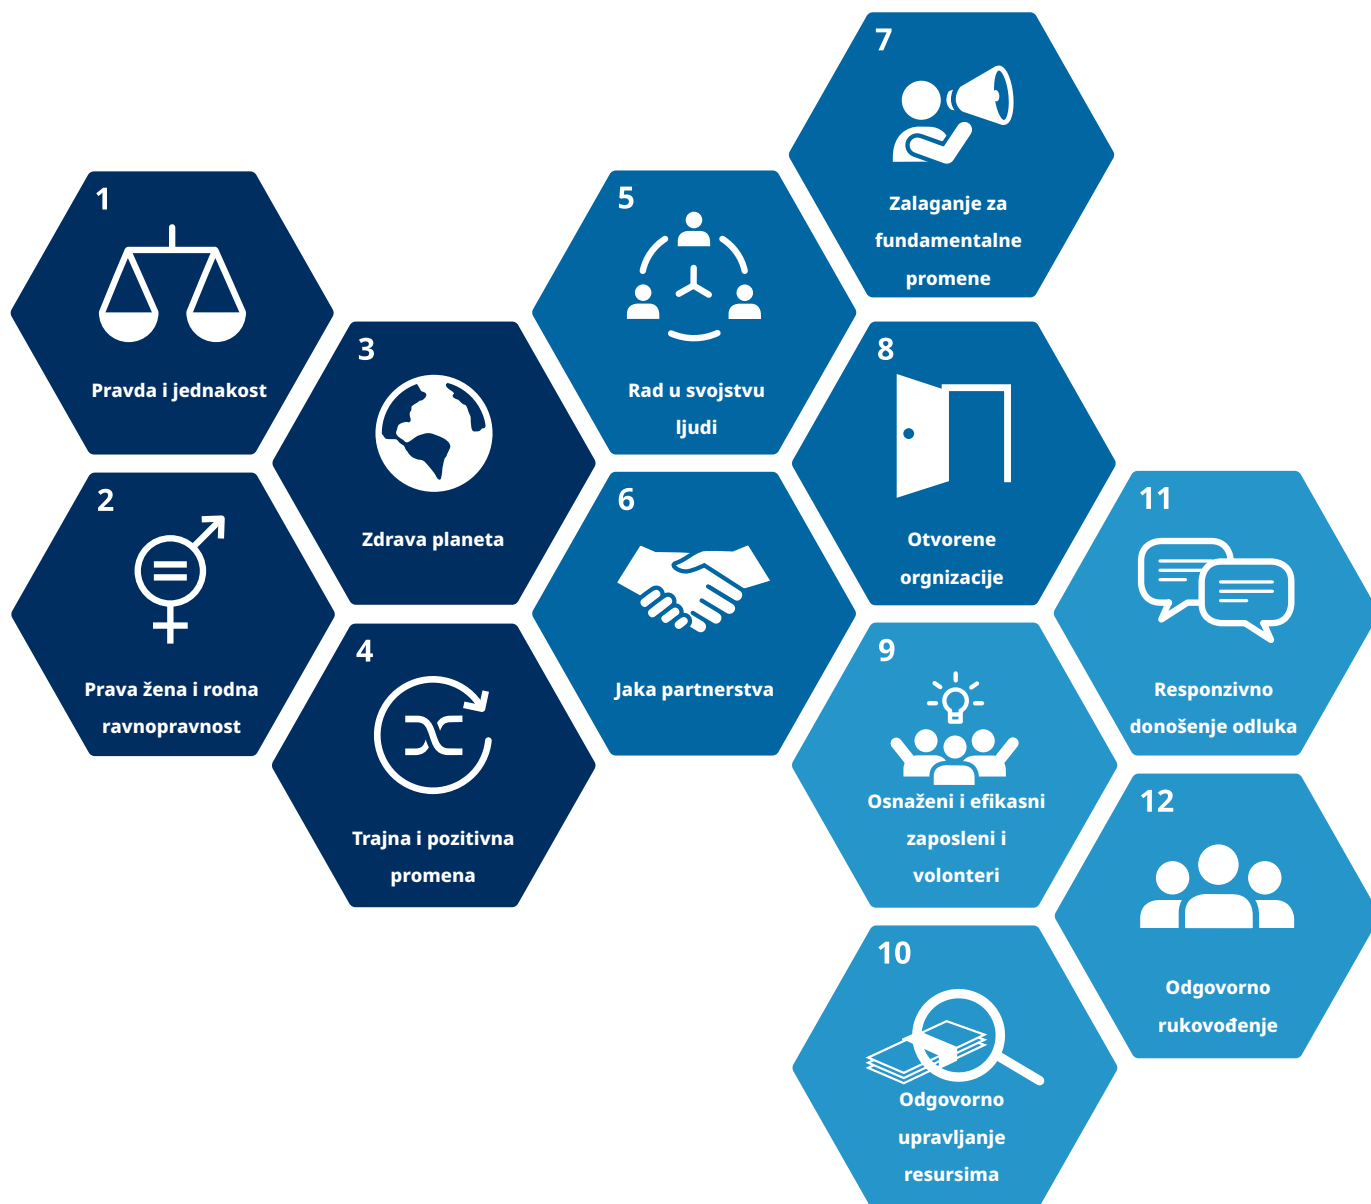 1
Pravda i jednakost
2
Prava žena i rodna
ravnopravnost
3
Zdrava planeta
4
Trajna i pozitivna
promena
5
Rad u svojstvu
ljudi
6
Jaka partnerstva
7
Zalaganje za
fundamentalne
promene
8
Otvorene
orgnizacije
9
Osnaženi i efikasni
zaposleni i
volonteri
10
Odgovorno
upravljanje
resursima
11
Responzivno
donošenje odluka
12
Odgovorno
rukovođenje